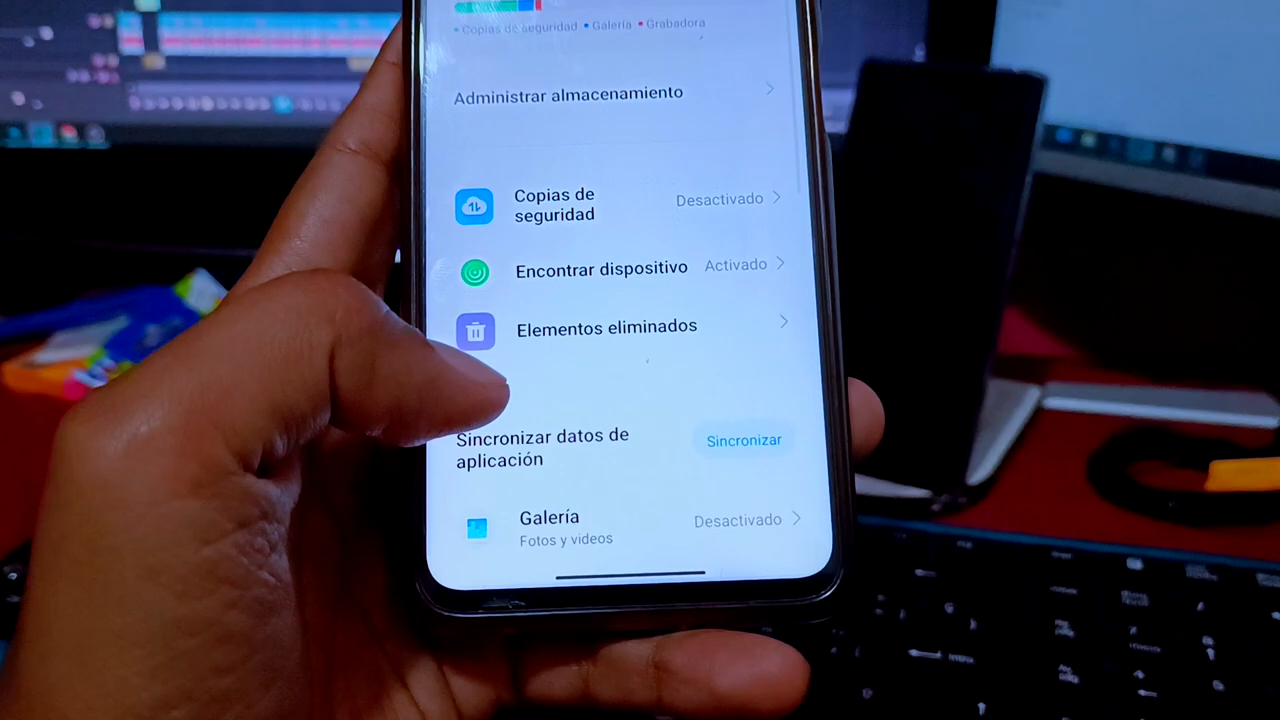 Copias de seguridad Galería Grabadora
Administrar almacenamiento
Copias de
seguridad
Desactivado
Encontrar dispositivo
Activado
Elementos eliminados
Sincronizar datos de
aplicación
Sincronizar
Galería
Fotos y videos
Desactivado